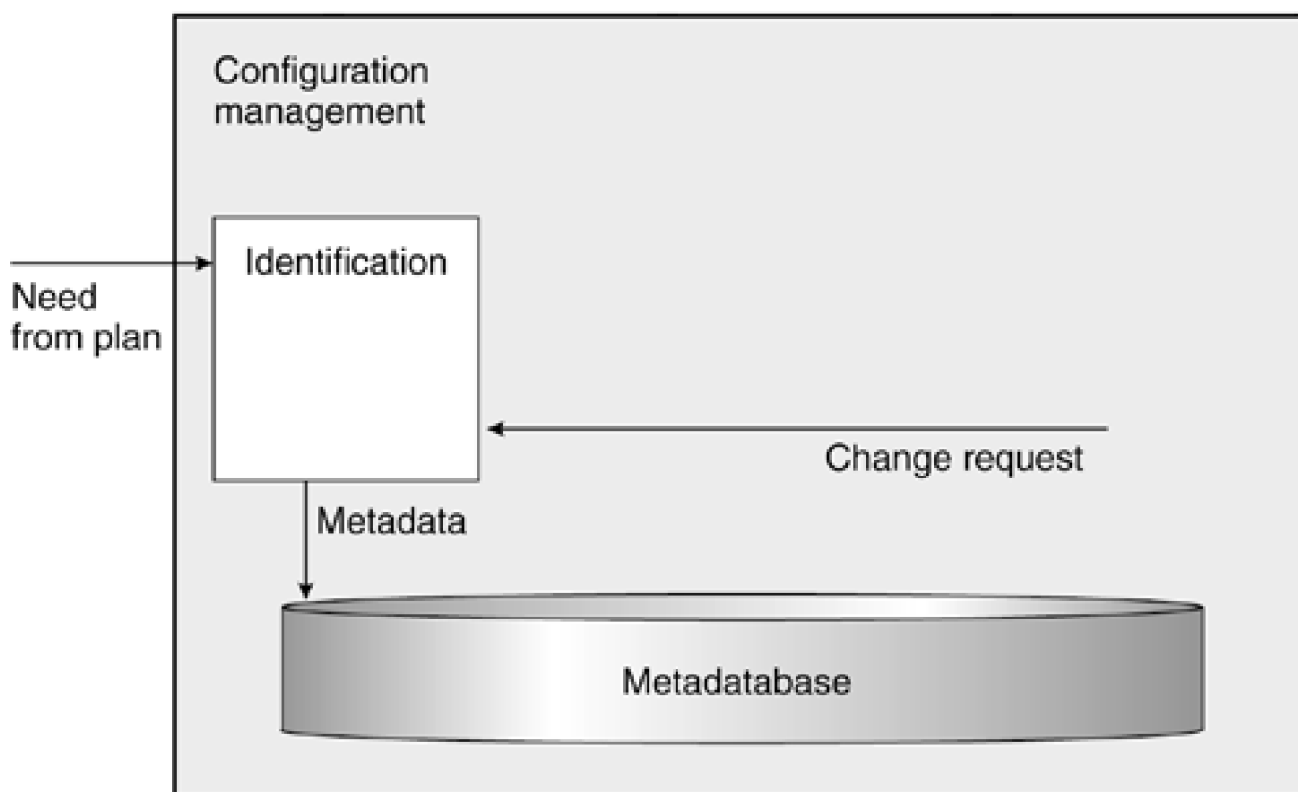 Configuration
management
Identification
Need
from plan
Change request
Metadata
Metadatabase